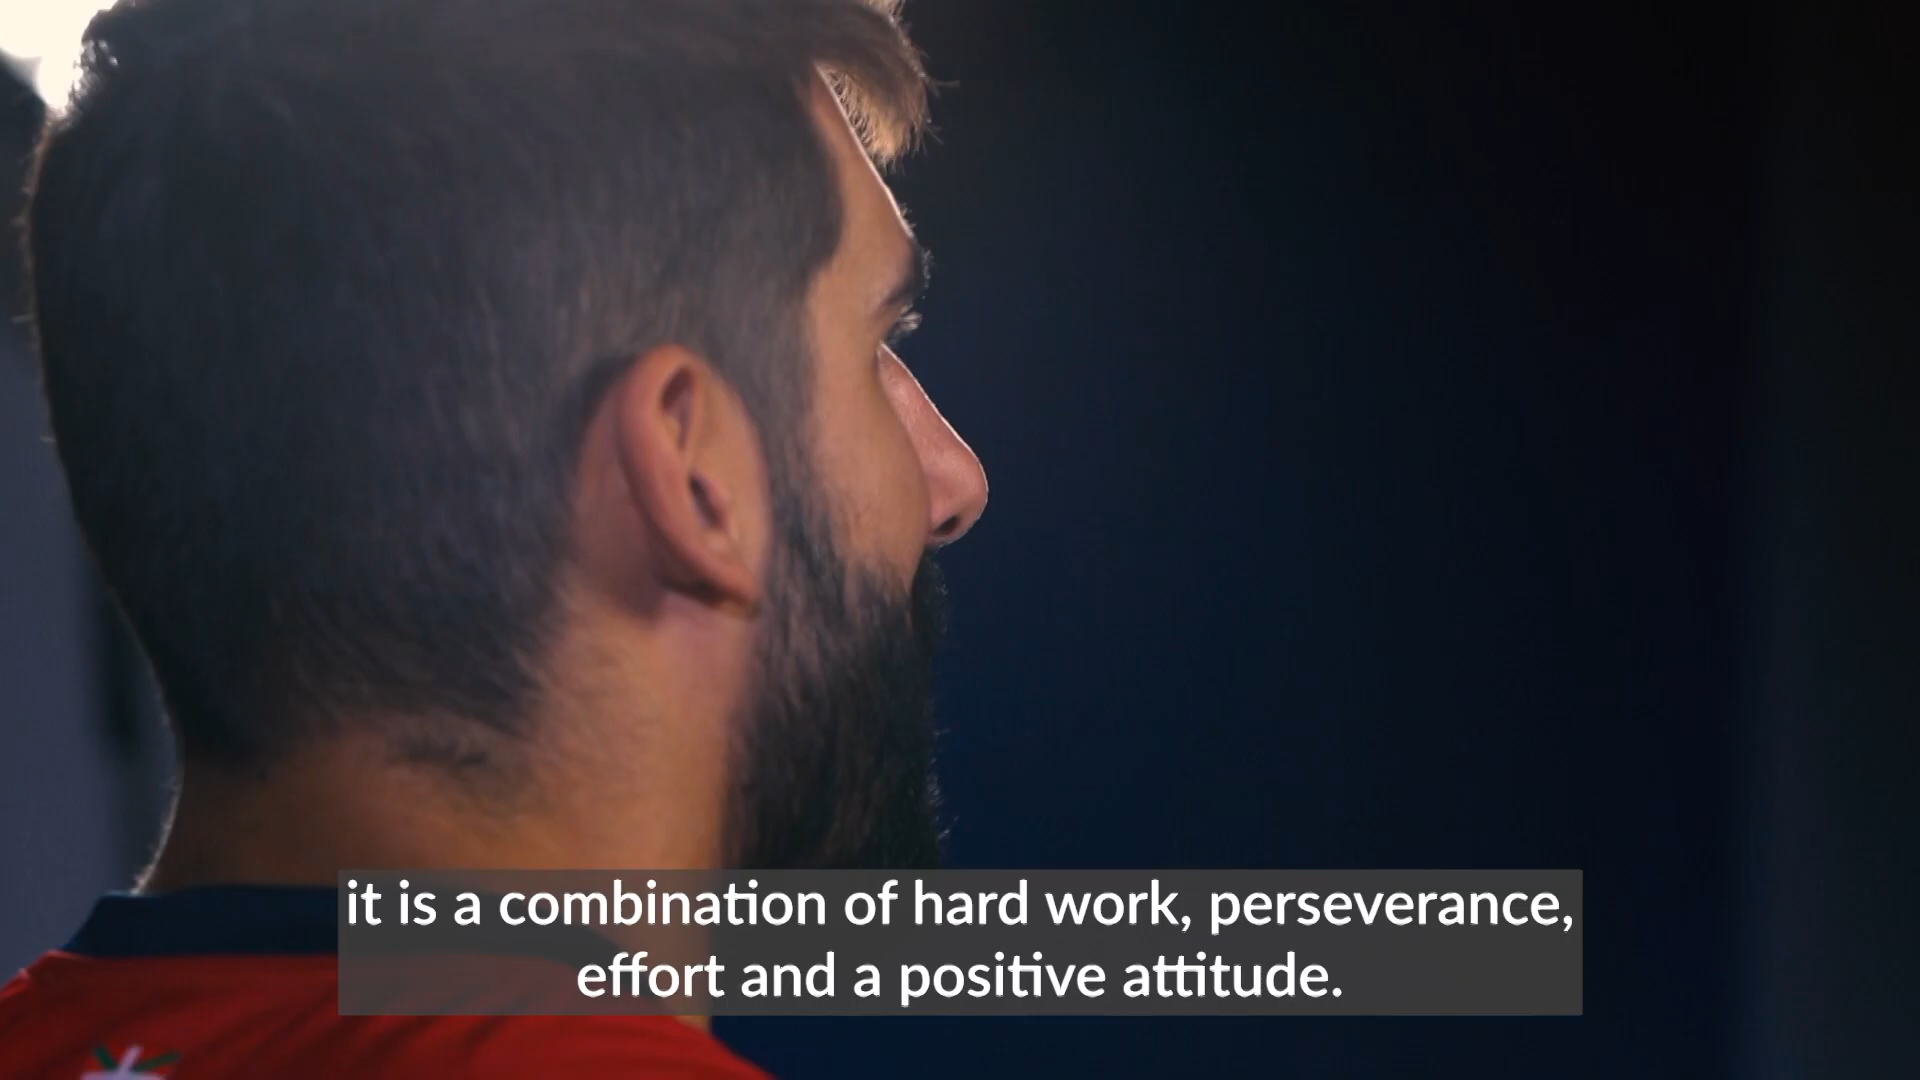 it is a combination of hard work, perseverance,
effort and a positive attitude.